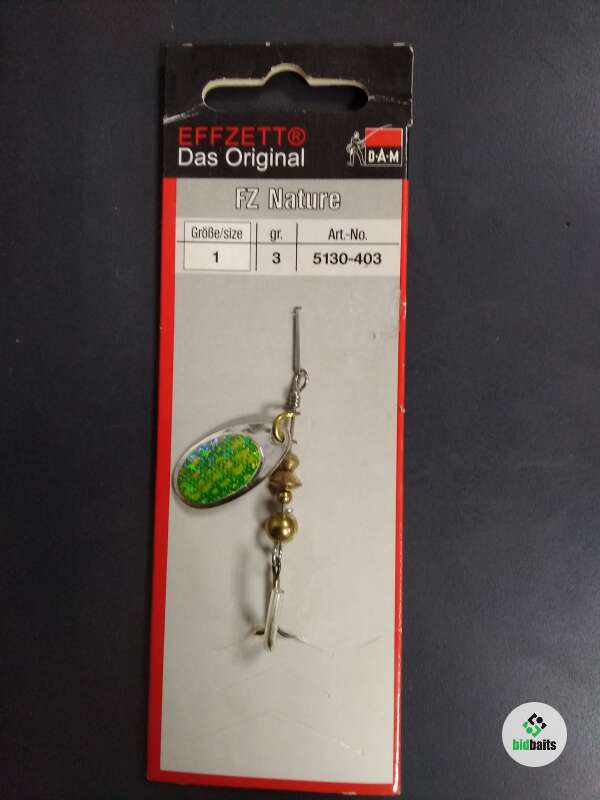 EFFZETT®
Das Original
D·A·M
FZ Nature
Größe/size gr. Art.-No.
1 3 5130-403
bidbaits